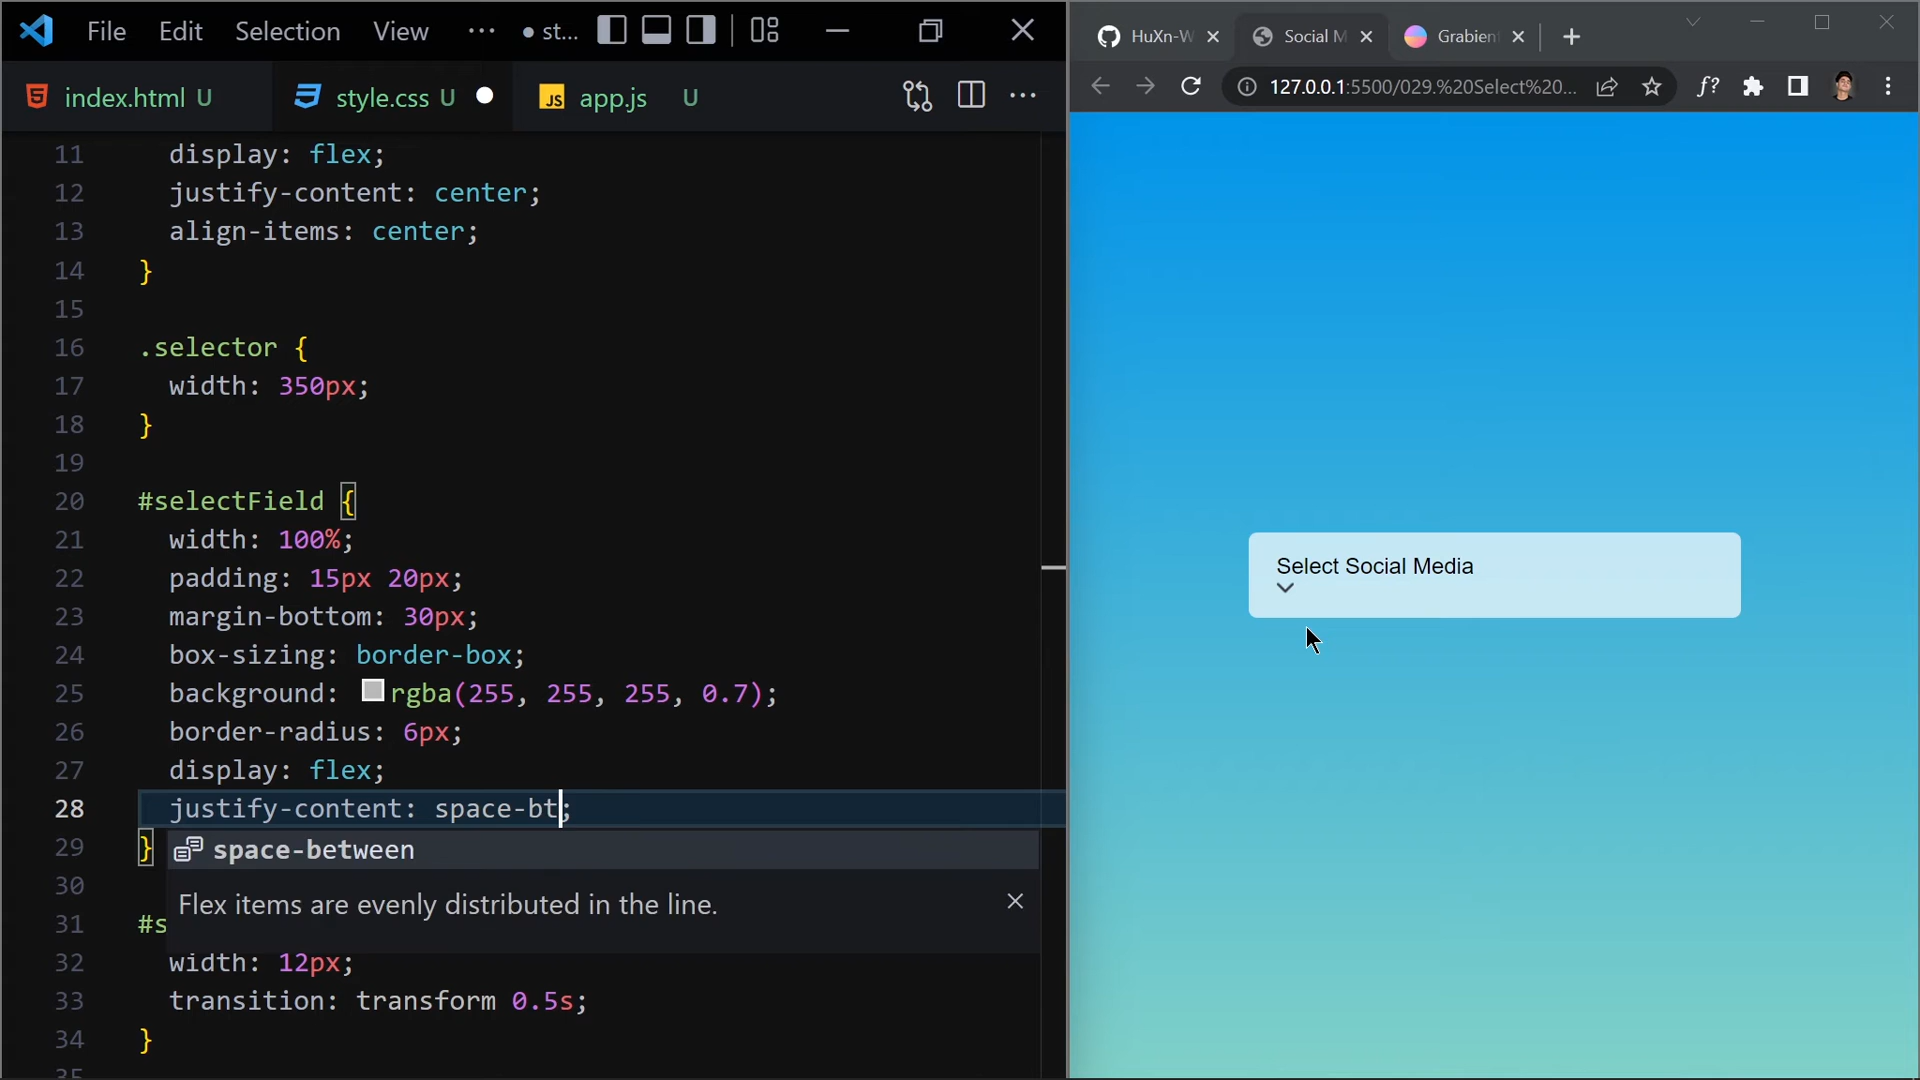 File Edit Selection View ··· ● st...
index.html U style.css U ● app.js U
11 display: flex;
12 justify-content: center;
13 align-items: center;
14 }
15
16 .selector {
17 width: 350px;
18 }
19
20 #selectField {
21 width: 100%;
22 padding: 15px 20px;
23 margin-bottom: 30px;
24 box-sizing: border-box;
25 background: rgba(255, 255, 255, 0.7);
26 border-radius: 6px;
27 display: flex;
28 justify-content: space-bt;
29 } space-between
30 Flex items are evenly distributed in the line.
31 #s
32 width: 12px;
33 transition: transform 0.5s;
34 }
35
HuXn-W Social M Grabien
127.0.0.1:5500/029.%20Select%20... f?
Select Social Media